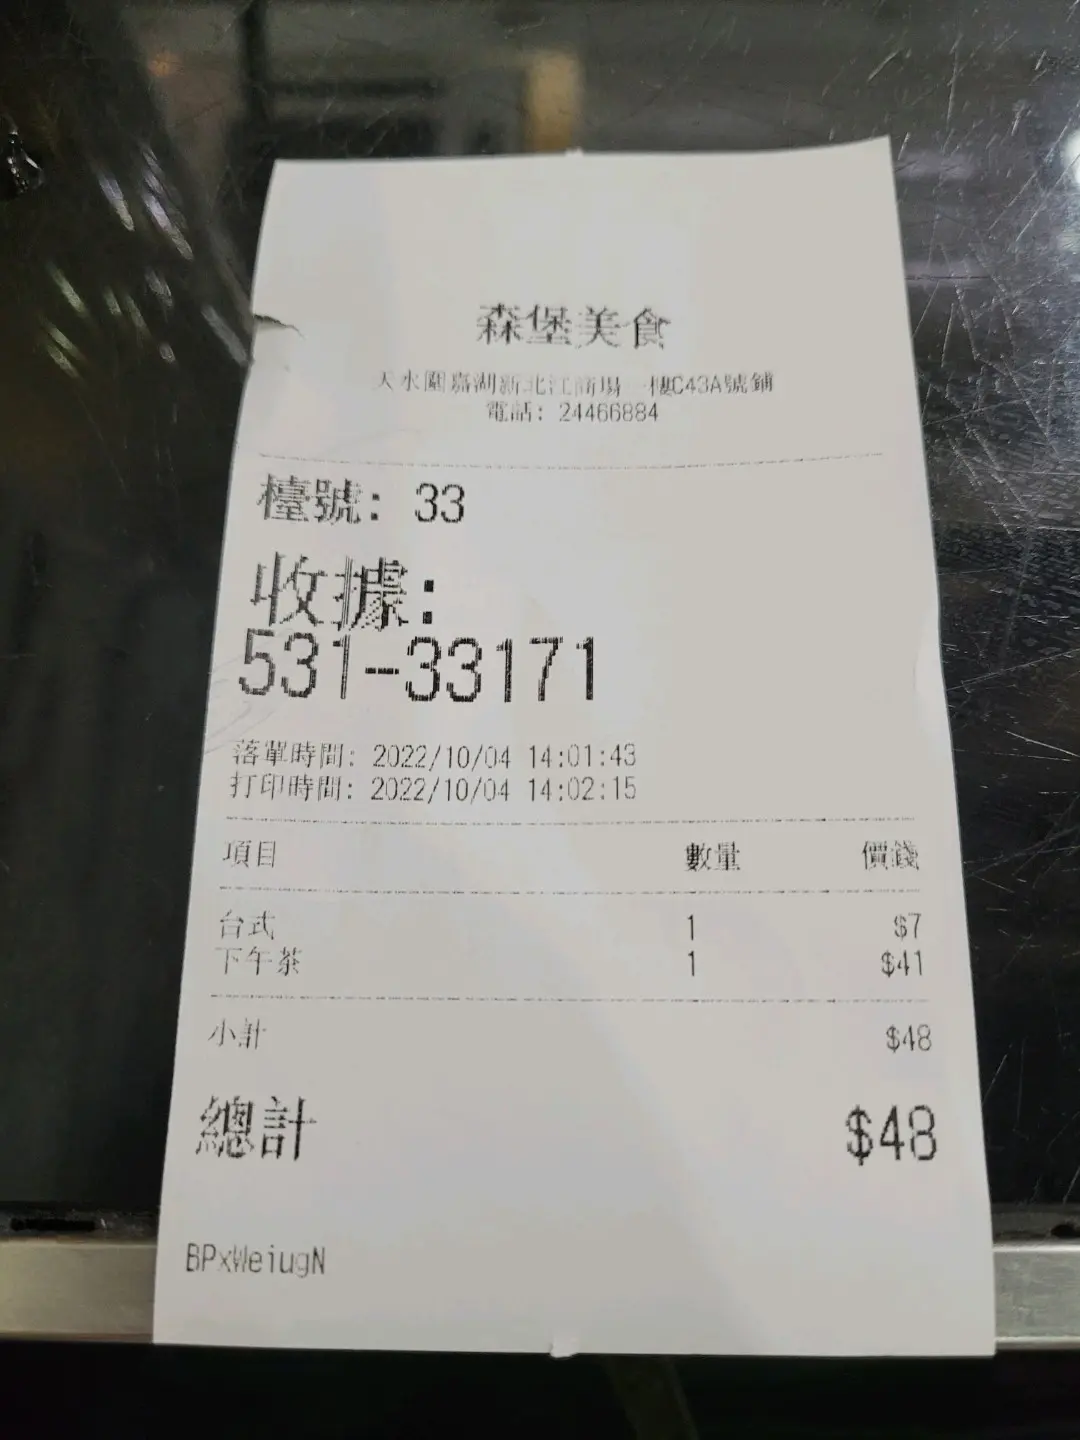 森堡美食
天水圍嘉湖新北江商場一樓C43A號鋪
電話: 24466884
檯號: 33
收據:
531-33171
落單時間: 2022/10/04 14:01:43
打印時間: 2022/10/04 14:02:15
項目 數量 價錢
台式 1 $7
下午茶 1 $41
小計 $48
總計 $48
BPxWeiugN